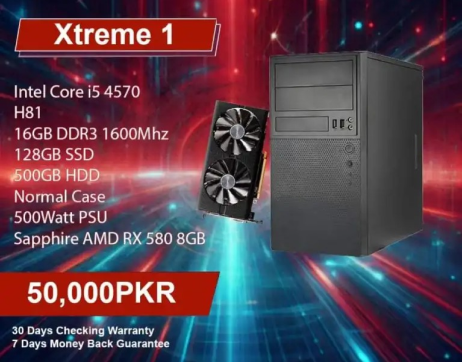 Xtreme 1
Intel Core i5 4570
H81
16GB DDR3 1600Mhz
128GB SSD
500GB HDD
Normal Case
500Watt PSU
Sapphire AMD RX 580 8GB
50,000PKR
30 Days Checking Warranty
7 Days Money Back Guarantee